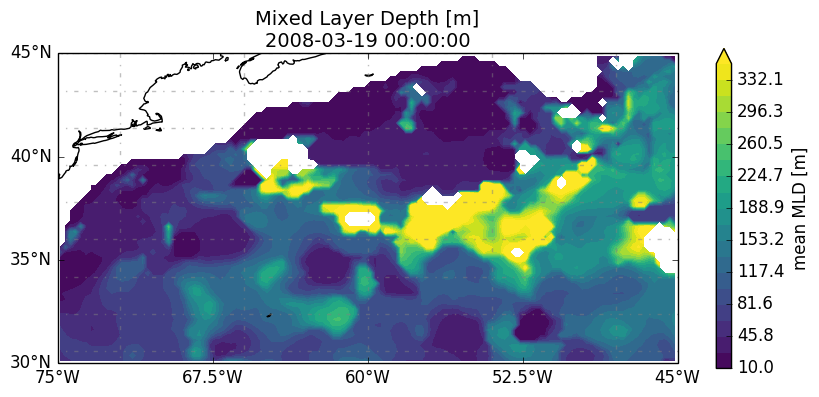 Mixed Layer Depth [m]
2008-03-19 00:00:00
45°N
40°N
35°N
30°N
75°W
67.5°W
60°W
52.5°W
45°W
332.1
296.3
260.5
224.7
188.9
153.2
117.4
81.6
45.8
10.0
mean MLD [m]